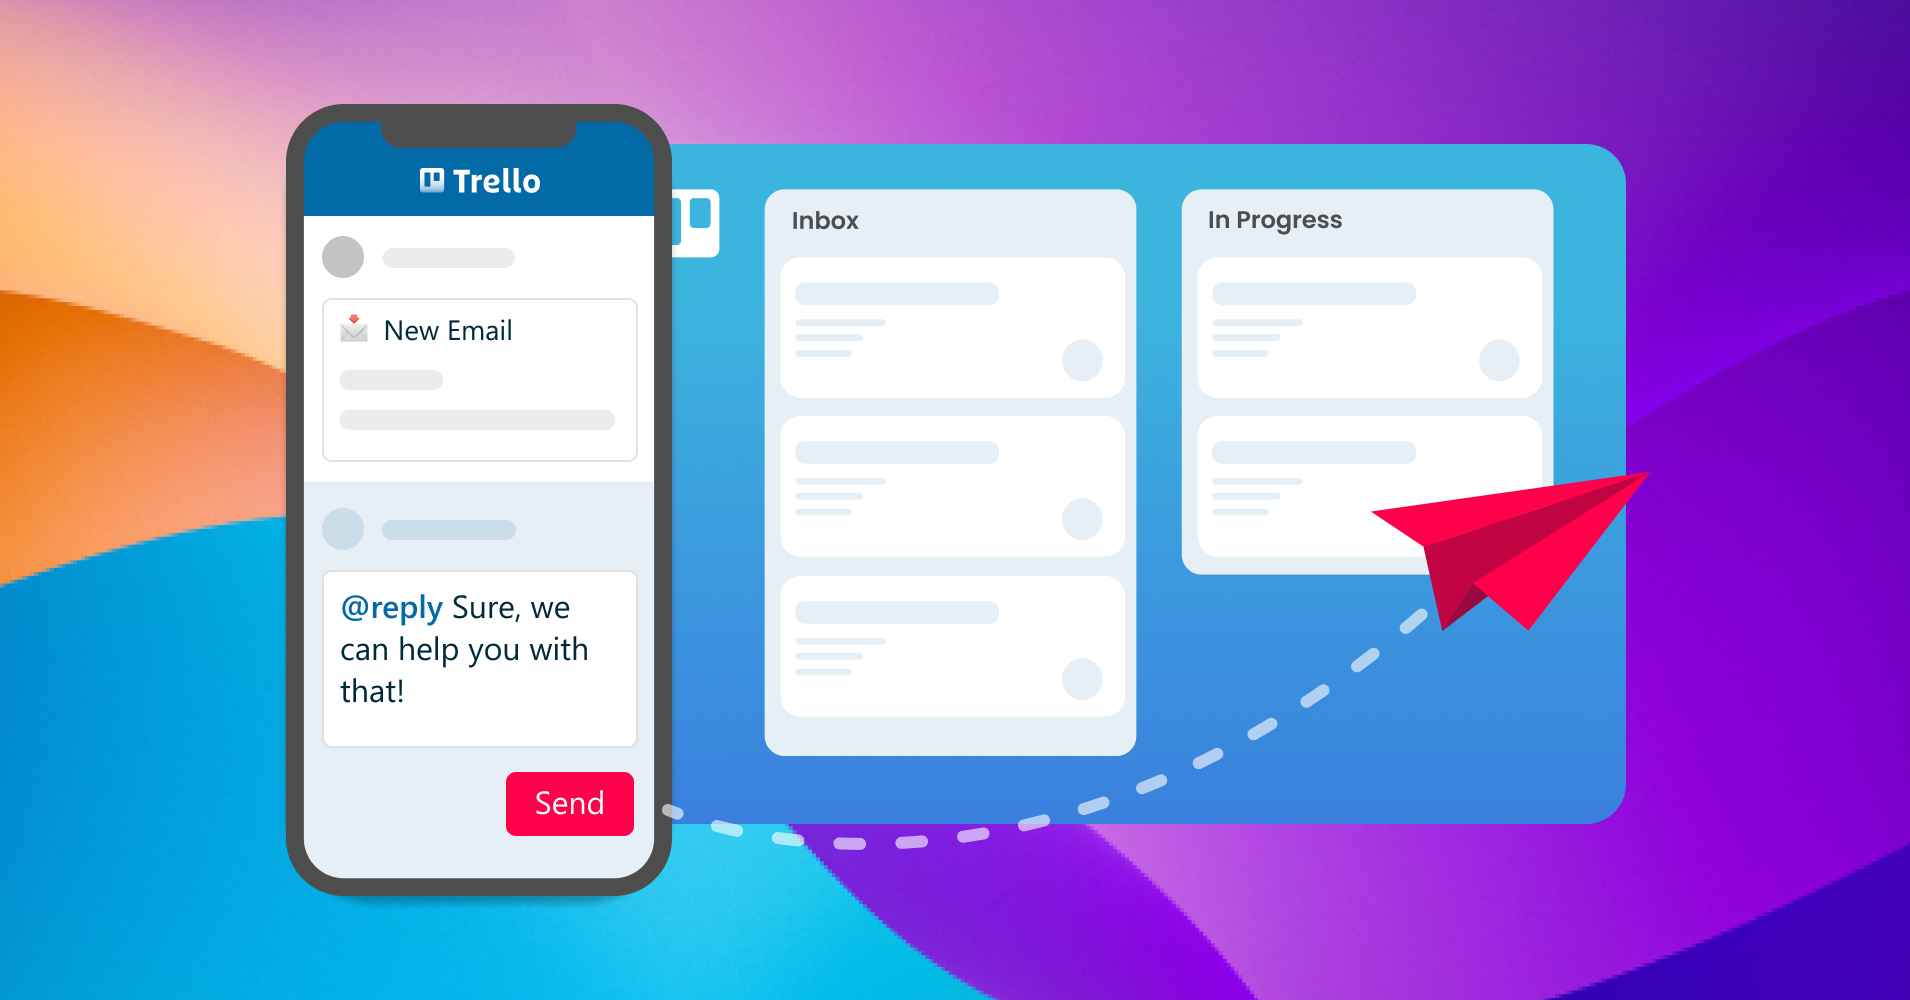 Trello
New Email
@reply Sure, we
can help you with
that!
Send
Inbox
In Progress